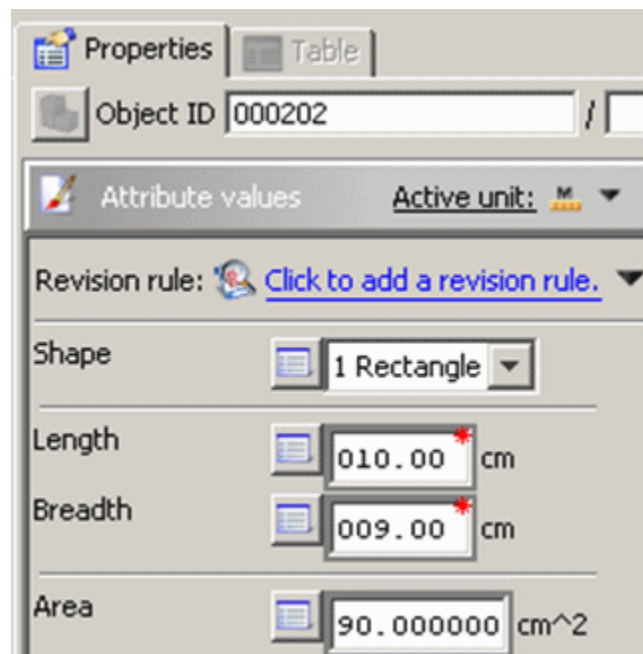 Properties Table
Object ID 000202 /
Attribute values Active unit: M
Revision rule: Click to add a revision rule.
Shape 1 Rectangle
Length 010.00* cm
Breadth 009.00* cm
Area 90.000000 cm^2